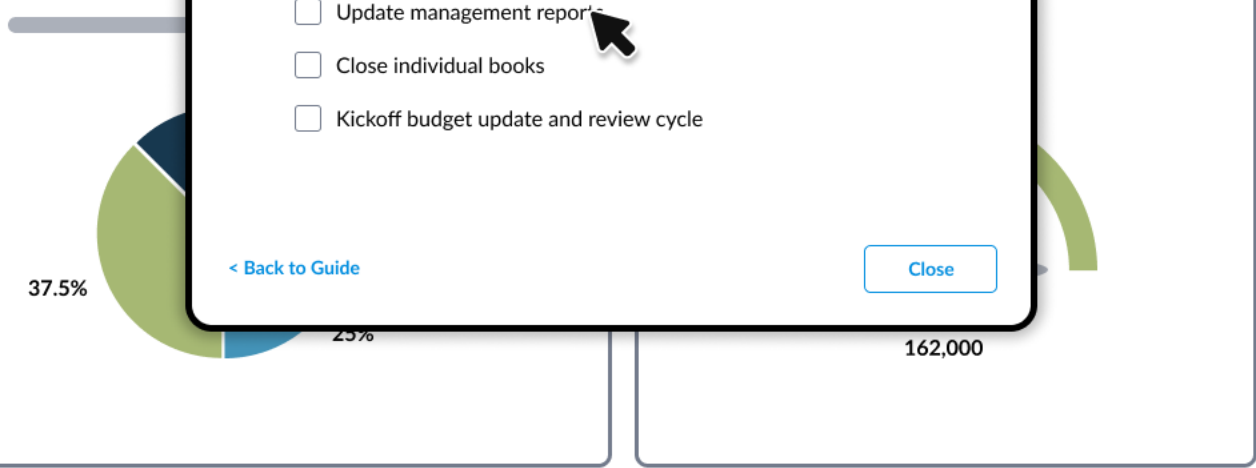 Update management reports
Close individual books
Kickoff budget update and review cycle
< Back to Guide
Close
37.5%
25%
162,000